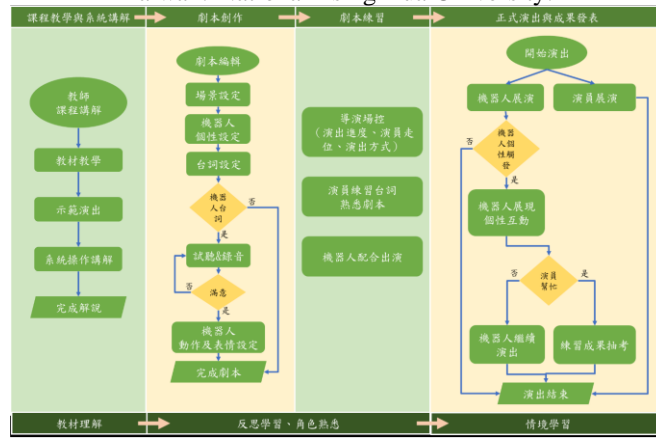 Taiwan. National Tsing Hua University.
課程教學與系統講解
劇本創作
劇本練習
正式演出與成果發表
教師
課程講解
教材教學
示範演出
系統操作講解
完成解說
劇本編輯
場景設定
機器人
個性設定
台詞設定
機器
人台
詞
否
是
試聽&錄音
滿意
否
是
機器人
動作及表情設定
完成劇本
導演場控
(演出進度、演員走
位、演出方式)
演員練習台詞
熟悉劇本
機器人配合出演
開始演出
機器人展演
演員展演
機器
人個
性觸
發
否
是
機器人展現
個性互動
演員
幫忙
否
是
機器人繼續
演出
練習成果抽考
演出結束
教材理解
反思學習、角色熟悉
情境學習